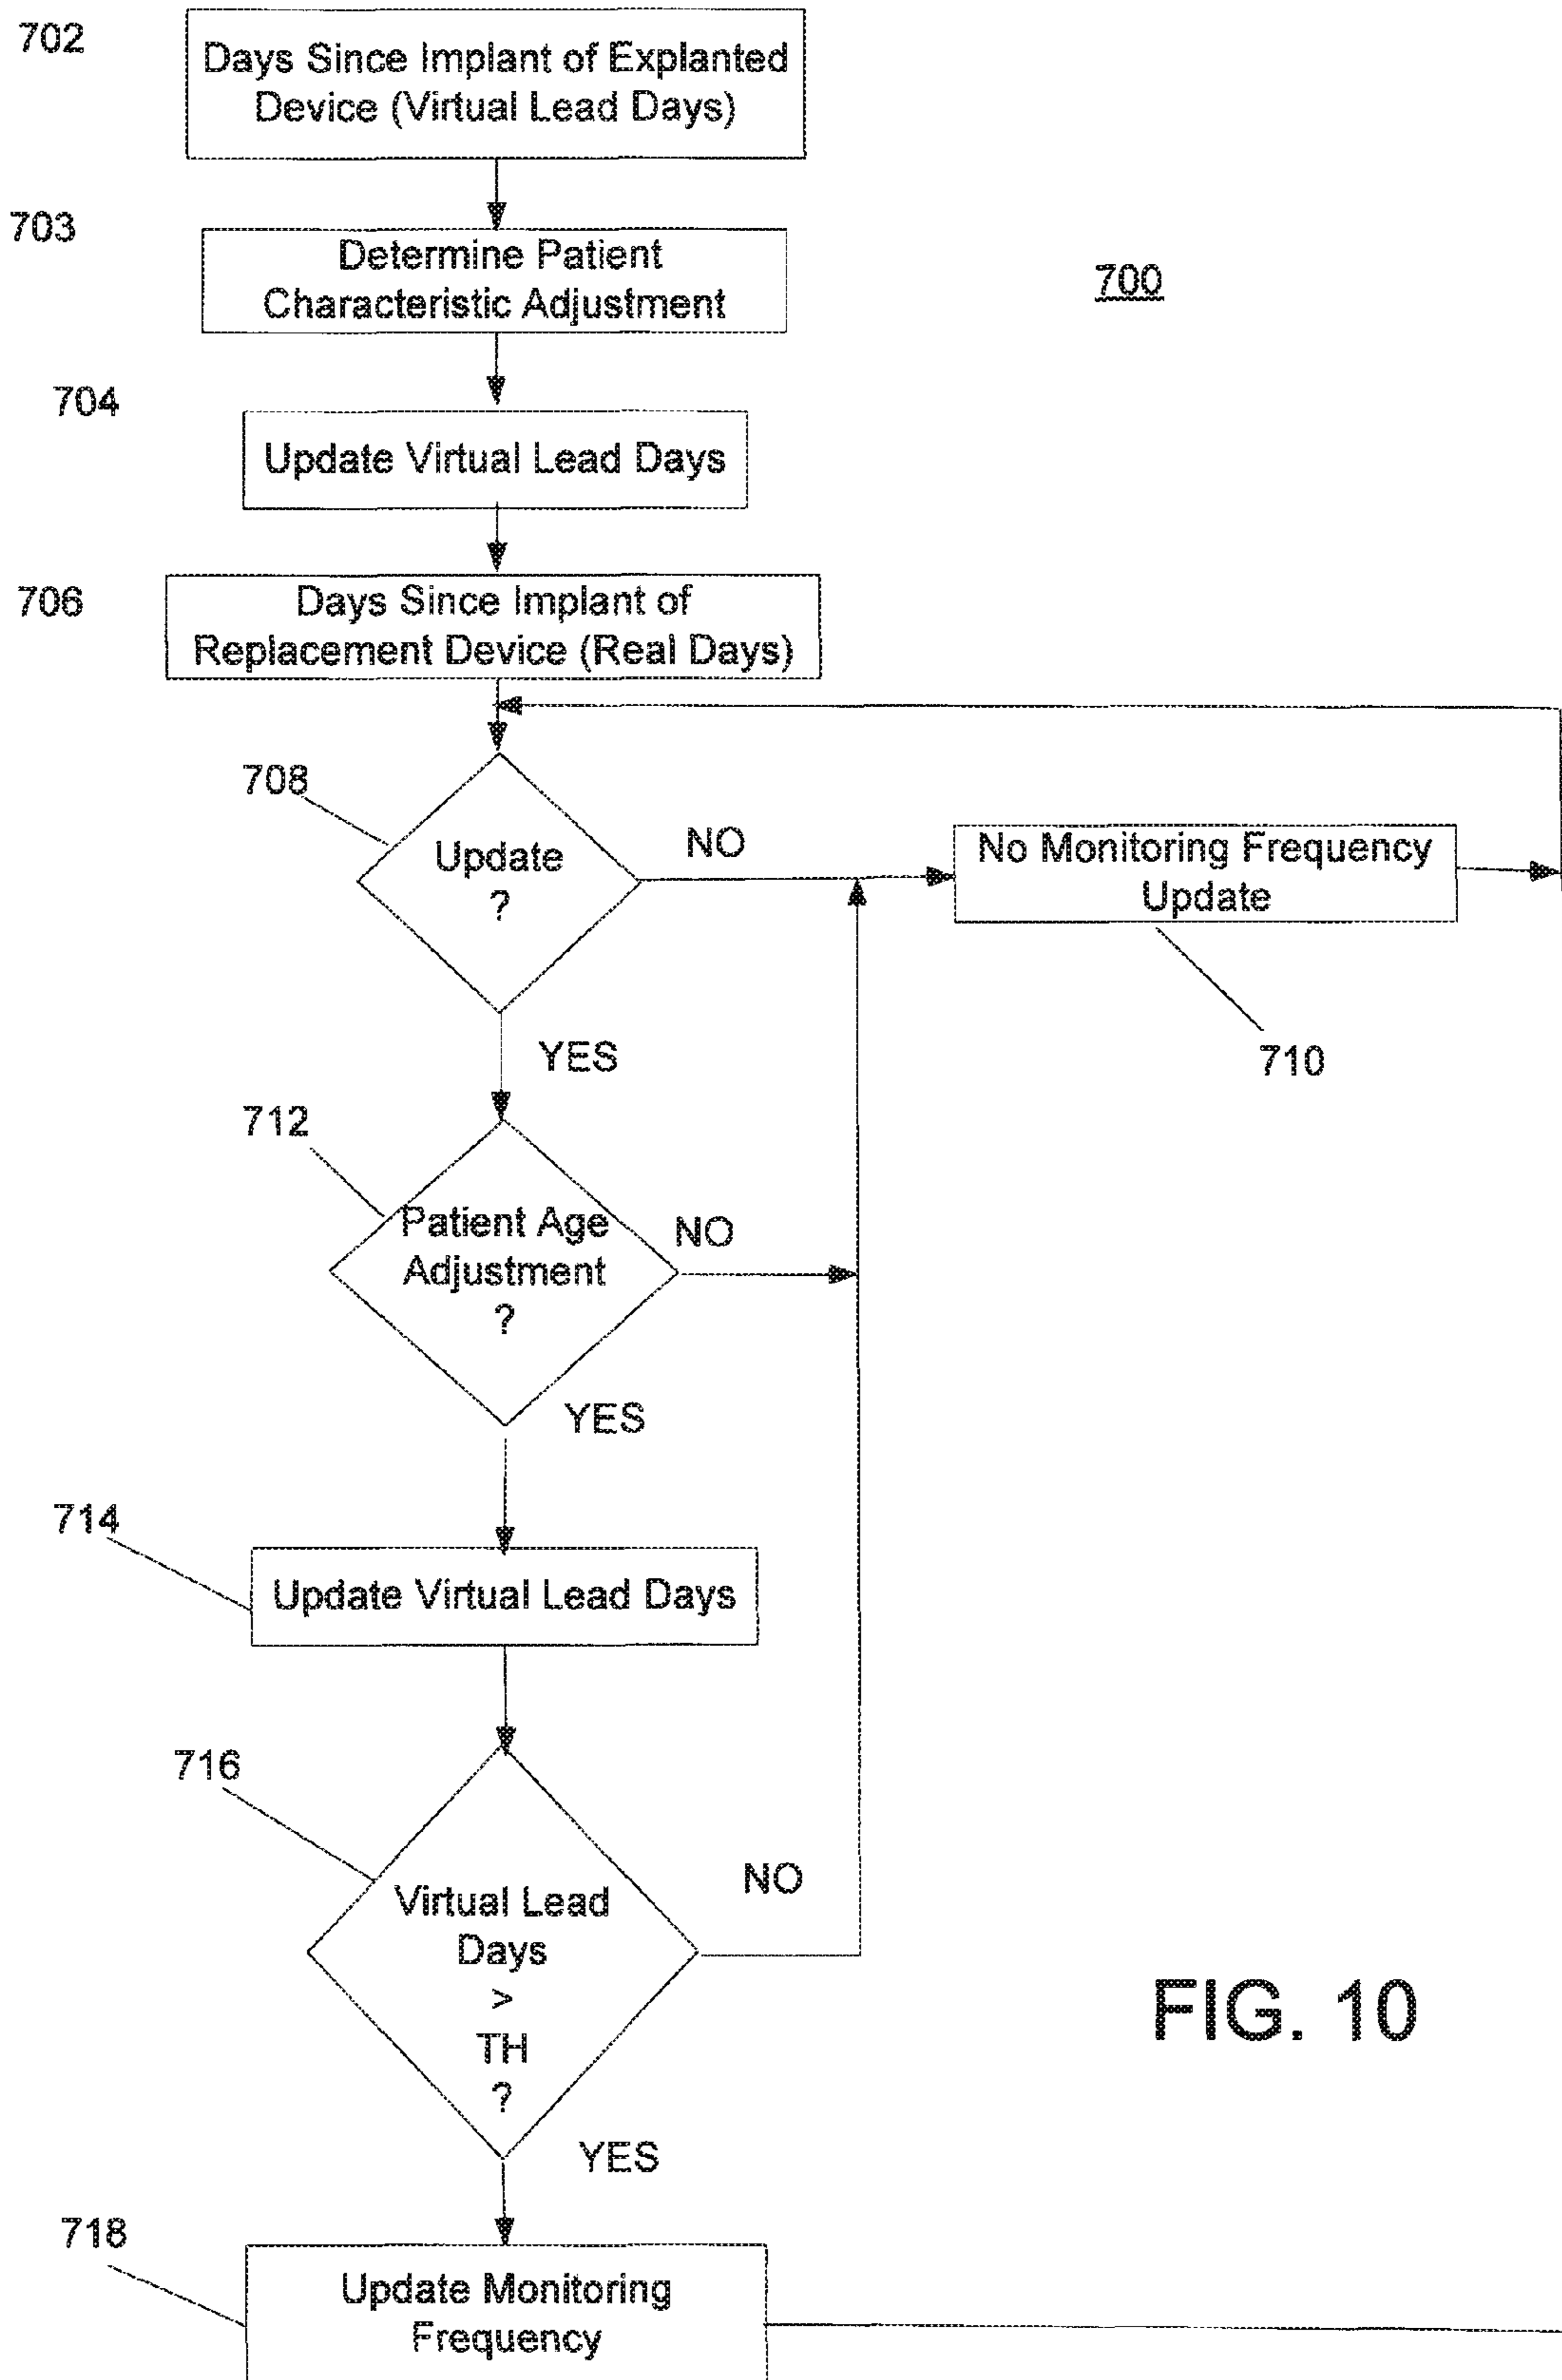 702
Days Since Implant of Explanted
Device (Virtual Lead Days)
703
Determine Patient
Characteristic Adjustment
700
704
Update Virtual Lead Days
706
Days Since Implant of
Replacement Device (Real Days)
708
Update
?
NO
No Monitoring Frequency
Update
710
YES
712
Patient Age
Adjustment
?
NO
YES
714
Update Virtual Lead Days
716
Virtual Lead
Days
>
TH
?
NO
YES
FIG. 10
718
Update Monitoring
Frequency